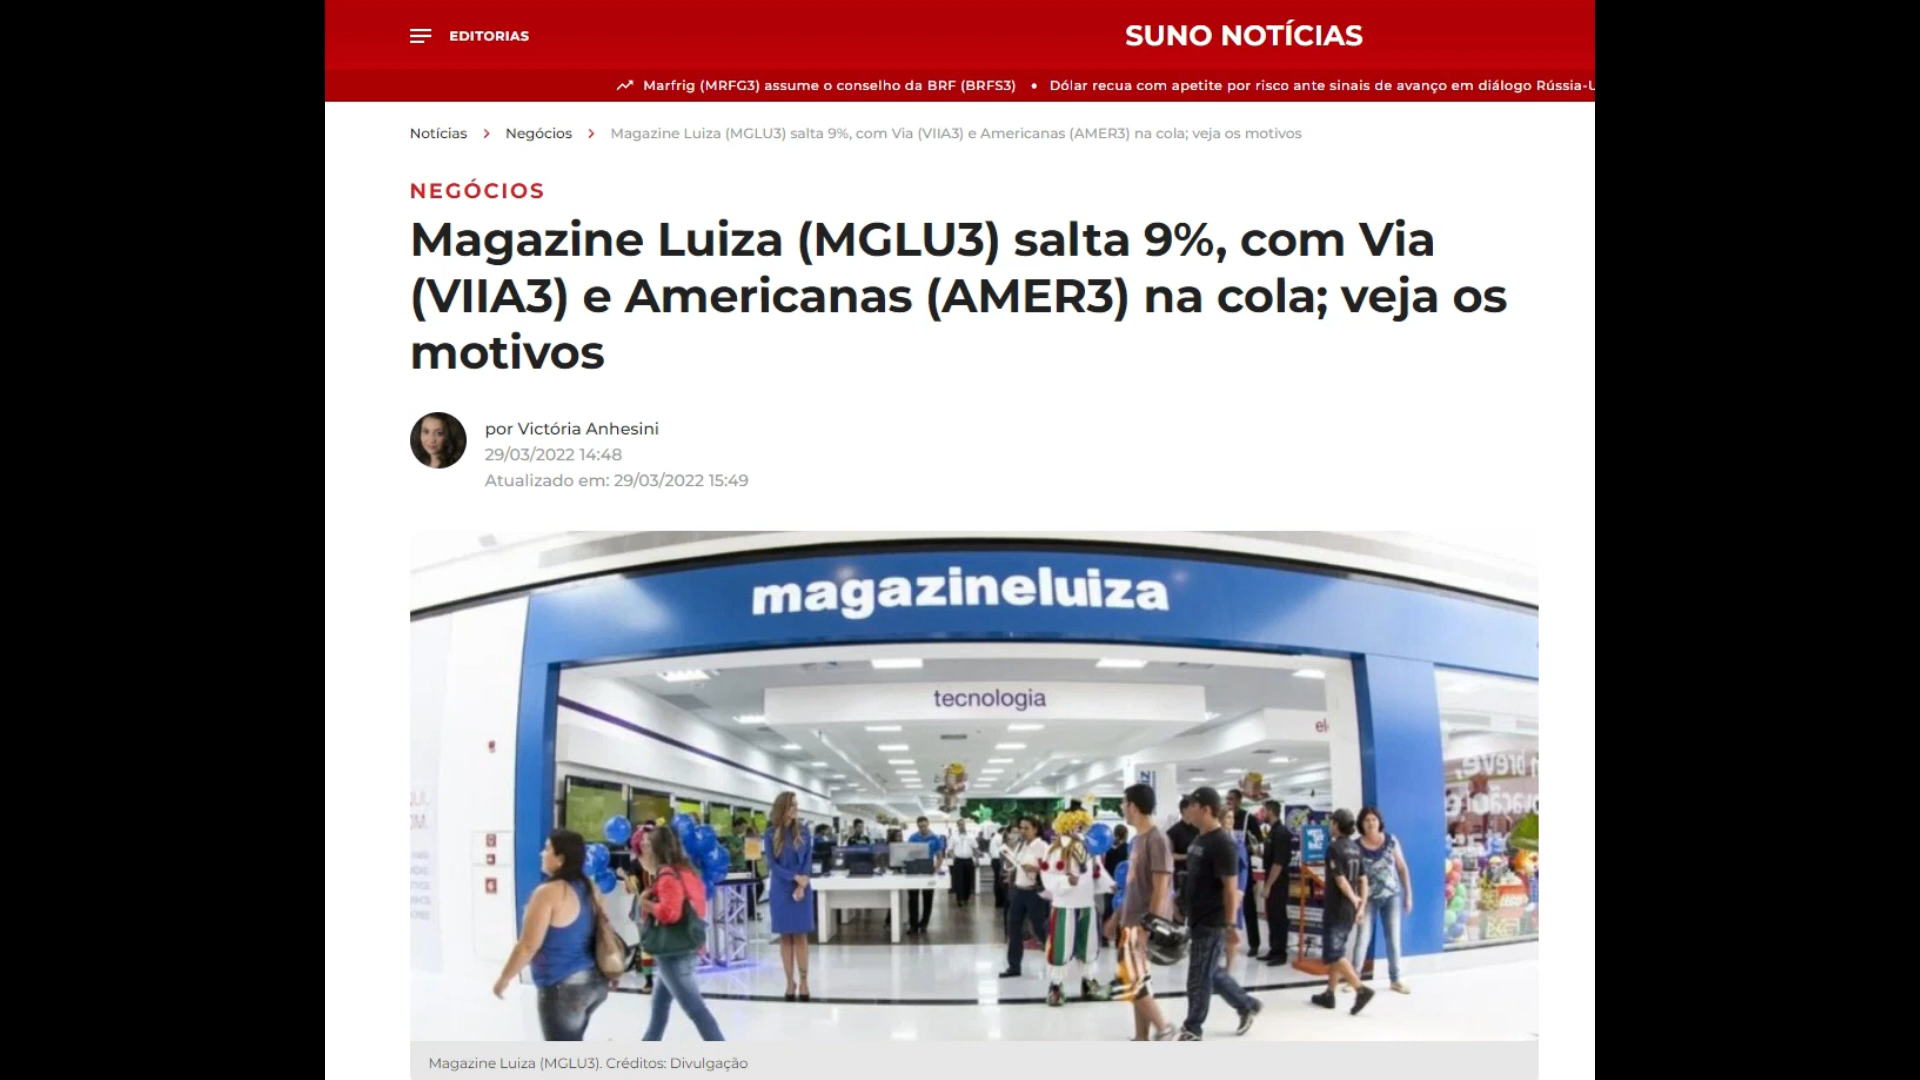 EDITORIAS
SUNO NOTÍCIAS
Marfrig (MRFG3) assume o conselho da BRF (BRFS3) • Dólar recua com apetite por risco ante sinais de avanço em diálogo Rússia-U
Notícias > Negócios > Magazine Luiza (MGLU3) salta 9%, com Via (VIIA3) e Americanas (AMER3) na cola; veja os motivos
NEGÓCIOS
Magazine Luiza (MGLU3) salta 9%, com Via
(VIIA3) e Americanas (AMER3) na cola; veja os
motivos
por Victória Anhesini
29/03/2022 14:48
Atualizado em: 29/03/2022 15:49
magazineluiza
tecnologia
Magazine Luiza (MGLU3). Créditos: Divulgação